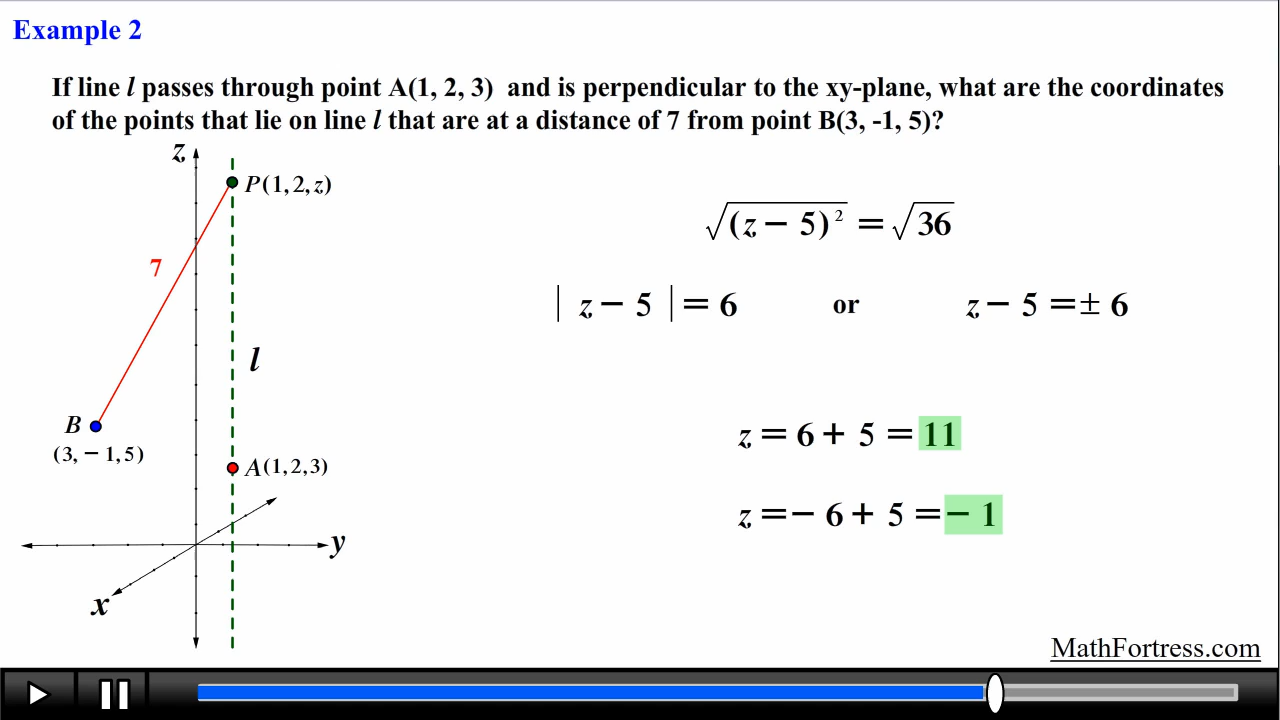 Example 2
If line l passes through point A(1, 2, 3) and is perpendicular to the xy-plane, what are the coordinates
of the points that lie on line l that are at a distance of 7 from point B(3, -1, 5)?
z
P(1,2,z)
√(z − 5)² = √36
7
| z − 5 | = 6 or z − 5 = ± 6
l
B
(3, − 1,5)
z = 6 + 5 = 11
A(1,2,3)
z = − 6 + 5 = − 1
y
x
MathFortress.com